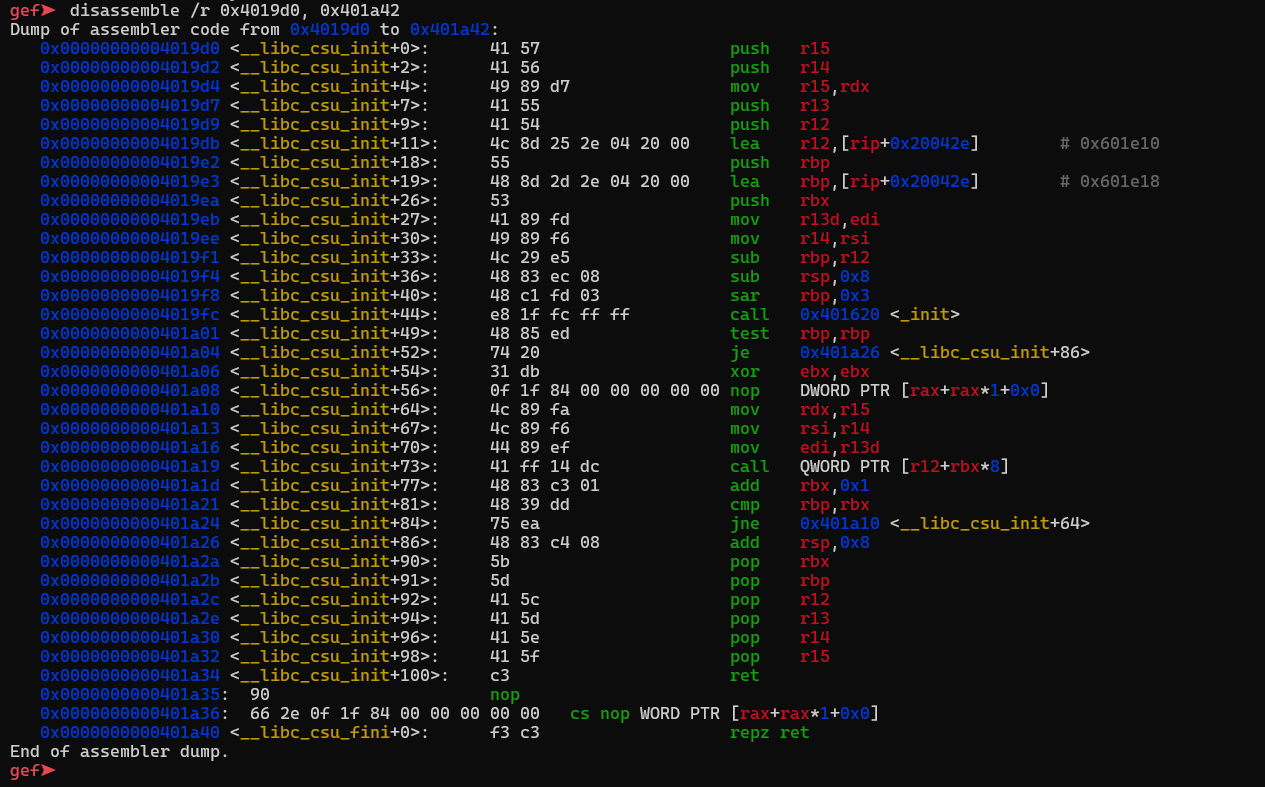 gef➤  disassemble /r 0x4019d0, 0x401a42
Dump of assembler code from 0x4019d0 to 0x401a42:
   0x00000000004019d0 <__libc_csu_init+0>:     41 57                   push   r15
   0x00000000004019d2 <__libc_csu_init+2>:     41 56                   push   r14
   0x00000000004019d4 <__libc_csu_init+4>:     49 89 d7                mov    r15,rdx
   0x00000000004019d7 <__libc_csu_init+7>:     41 55                   push   r13
   0x00000000004019d9 <__libc_csu_init+9>:     41 54                   push   r12
   0x00000000004019db <__libc_csu_init+11>:    4c 8d 25 2e 04 20 00    lea    r12,[rip+0x20042e]        # 0x601e10
   0x00000000004019e2 <__libc_csu_init+18>:    55                      push   rbp
   0x00000000004019e3 <__libc_csu_init+19>:    48 8d 2d 2e 04 20 00    lea    rbp,[rip+0x20042e]        # 0x601e18
   0x00000000004019ea <__libc_csu_init+26>:    53                      push   rbx
   0x00000000004019eb <__libc_csu_init+27>:    41 89 fd                mov    r13d,edi
   0x00000000004019ee <__libc_csu_init+30>:    49 89 f6                mov    r14,rsi
   0x00000000004019f1 <__libc_csu_init+33>:    4c 29 e5                sub    rbp,r12
   0x00000000004019f4 <__libc_csu_init+36>:    48 83 ec 08             sub    rsp,0x8
   0x00000000004019f8 <__libc_csu_init+40>:    48 c1 fd 03             sar    rbp,0x3
   0x00000000004019fc <__libc_csu_init+44>:    e8 1f fc ff ff          call   0x401620 <_init>
   0x0000000000401a01 <__libc_csu_init+49>:    48 85 ed                test   rbp,rbp
   0x0000000000401a04 <__libc_csu_init+52>:    74 20                   je     0x401a26 <__libc_csu_init+86>
   0x0000000000401a06 <__libc_csu_init+54>:    31 db                   xor    ebx,ebx
   0x0000000000401a08 <__libc_csu_init+56>:    0f 1f 84 00 00 00 00 00 nop    DWORD PTR [rax+rax*1+0x0]
   0x0000000000401a10 <__libc_csu_init+64>:    4c 89 fa                mov    rdx,r15
   0x0000000000401a13 <__libc_csu_init+67>:    4c 89 f6                mov    rsi,r14
   0x0000000000401a16 <__libc_csu_init+70>:    44 89 ef                mov    edi,r13d
   0x0000000000401a19 <__libc_csu_init+73>:    41 ff 14 dc             call   QWORD PTR [r12+rbx*8]
   0x0000000000401a1d <__libc_csu_init+77>:    48 83 c3 01             add    rbx,0x1
   0x0000000000401a21 <__libc_csu_init+81>:    48 39 dd                cmp    rbp,rbx
   0x0000000000401a24 <__libc_csu_init+84>:    75 ea                   jne    0x401a10 <__libc_csu_init+64>
   0x0000000000401a26 <__libc_csu_init+86>:    48 83 c4 08             add    rsp,0x8
   0x0000000000401a2a <__libc_csu_init+90>:    5b                      pop    rbx
   0x0000000000401a2b <__libc_csu_init+91>:    5d                      pop    rbp
   0x0000000000401a2c <__libc_csu_init+92>:    41 5c                   pop    r12
   0x0000000000401a2e <__libc_csu_init+94>:    41 5d                   pop    r13
   0x0000000000401a30 <__libc_csu_init+96>:    41 5e                   pop    r14
   0x0000000000401a32 <__libc_csu_init+98>:    41 5f                   pop    r15
   0x0000000000401a34 <__libc_csu_init+100>:    c3                     ret
   0x0000000000401a35:  90                      nop
   0x0000000000401a36:  66 2e 0f 1f 84 00 00 00 00 00   cs nop WORD PTR [rax+rax*1+0x0]
   0x0000000000401a40 <__libc_csu_fini+0>:     f3 c3                   repz ret
End of assembler dump.
gef➤